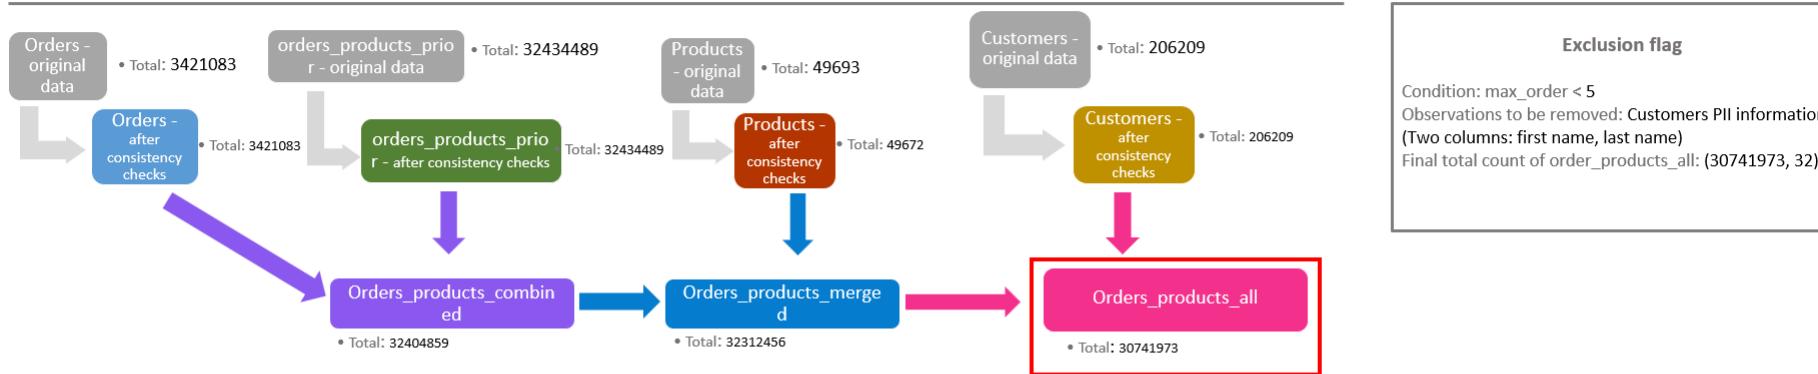 Orders -
original
data
• Total: 3421083
orders_products_prio
r - original data
• Total: 32434489
Products
- original
data
• Total: 49693
Customers -
original data
• Total: 206209
Orders -
after
consistency
checks
• Total: 3421083
orders_products_prio
r - after consistency checks
• Total: 32434489
Products -
after
consistency
checks
• Total: 49672
Customers -
after
consistency
checks
• Total: 206209
Orders_products_combin
ed
• Total: 32404859
Orders_products_merge
d
• Total: 32312456
Orders_products_all
• Total: 30741973
Exclusion flag
Condition: max_order < 5
Observations to be removed: Customers PII information
(Two columns: first name, last name)
Final total count of order_products_all: (30741973, 32)